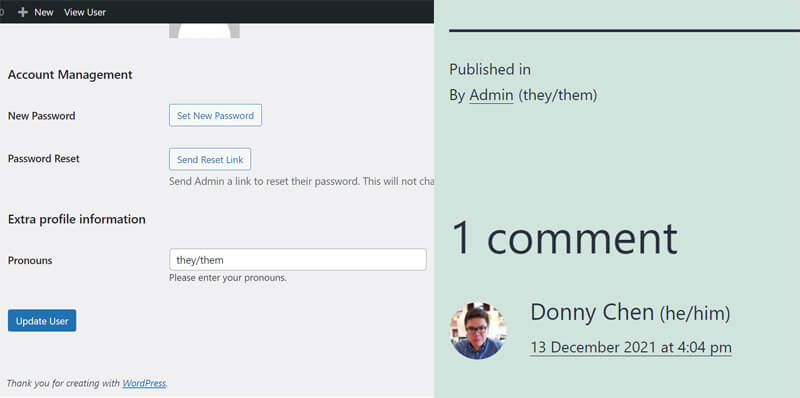 New View User
Account Management
New Password Set New Password
Password Reset Send Reset Link
Send Admin a link to reset their password. This will not
Extra profile information
Pronouns they/them
Please enter your pronouns.
Update User
Thank you for creating with WordPress.
Published in
By Admin (they/them)
1 comment
Donny Chen (he/him)
13 December 2021 at 4:04 pm